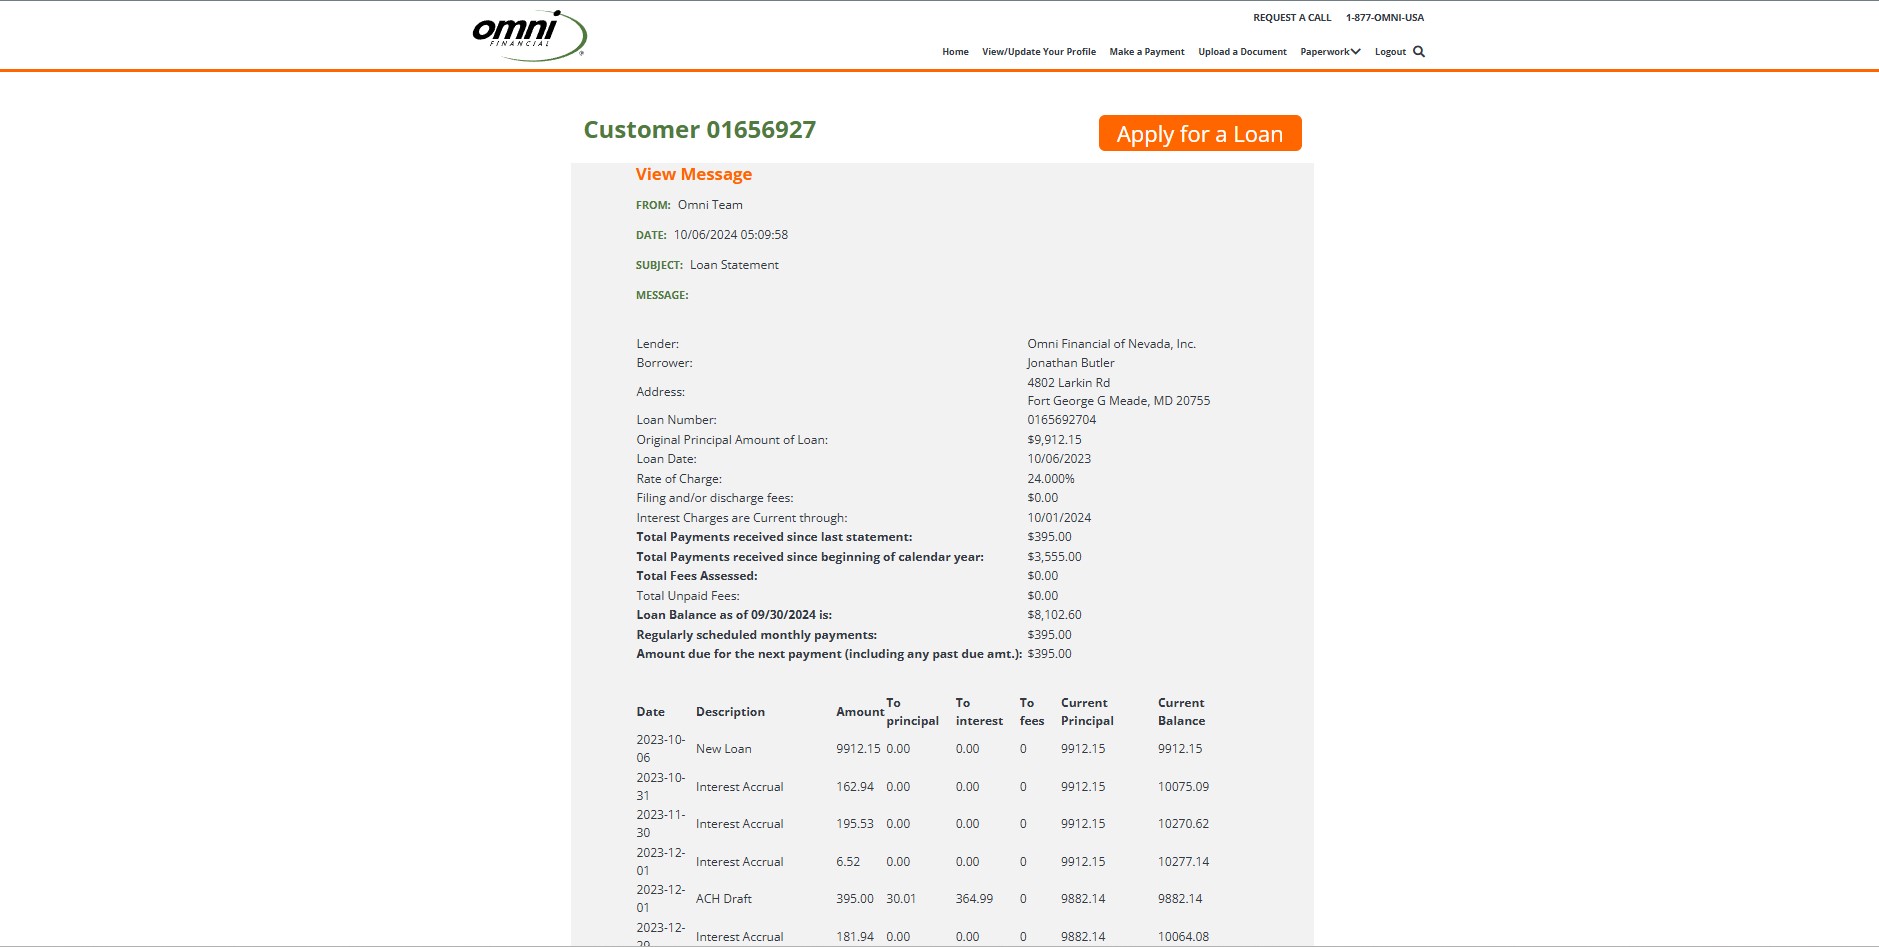 omni
FINANCIAL
REQUEST A CALL 1-877-OMNI-USA
Home View/Update Your Profile Make a Payment Upload a Document Paperwork Logout
Customer 01656927
Apply for a Loan
View Message
FROM: Omni Team
DATE: 10/06/2024 05:09:58
SUBJECT: Loan Statement
MESSAGE:
Lender: Omni Financial of Nevada, Inc.
Borrower: Jonathan Butler
Address: 4802 Larkin Rd
Fort George G Meade, MD 20755
Loan Number: 0165692704
Original Principal Amount of Loan: $9,912.15
Loan Date: 10/06/2023
Rate of Charge: 24.000%
Filing and/or discharge fees: $0.00
Interest Charges are Current through: 10/01/2024
Total Payments received since last statement: $395.00
Total Payments received since beginning of calendar year: $3,555.00
Total Fees Assessed: $0.00
Total Unpaid Fees: $0.00
Loan Balance as of 09/30/2024 is: $8,102.60
Regularly scheduled monthly payments: $395.00
Amount due for the next payment (including any past due amt.): $395.00
Date Description Amount To principal To interest To fees Current Principal Current Balance
2023-10-06 New Loan 9912.15 0.00 0.00 0 9912.15 9912.15
2023-10-31 Interest Accrual 162.94 0.00 0.00 0 9912.15 10075.09
2023-11-30 Interest Accrual 195.53 0.00 0.00 0 9912.15 10270.62
2023-12-01 Interest Accrual 6.52 0.00 0.00 0 9912.15 10277.14
2023-12-01 ACH Draft 395.00 30.01 364.99 0 9882.14 9882.14
2023-12- Interest Accrual 181.94 0.00 0.00 0 9882.14 10064.08